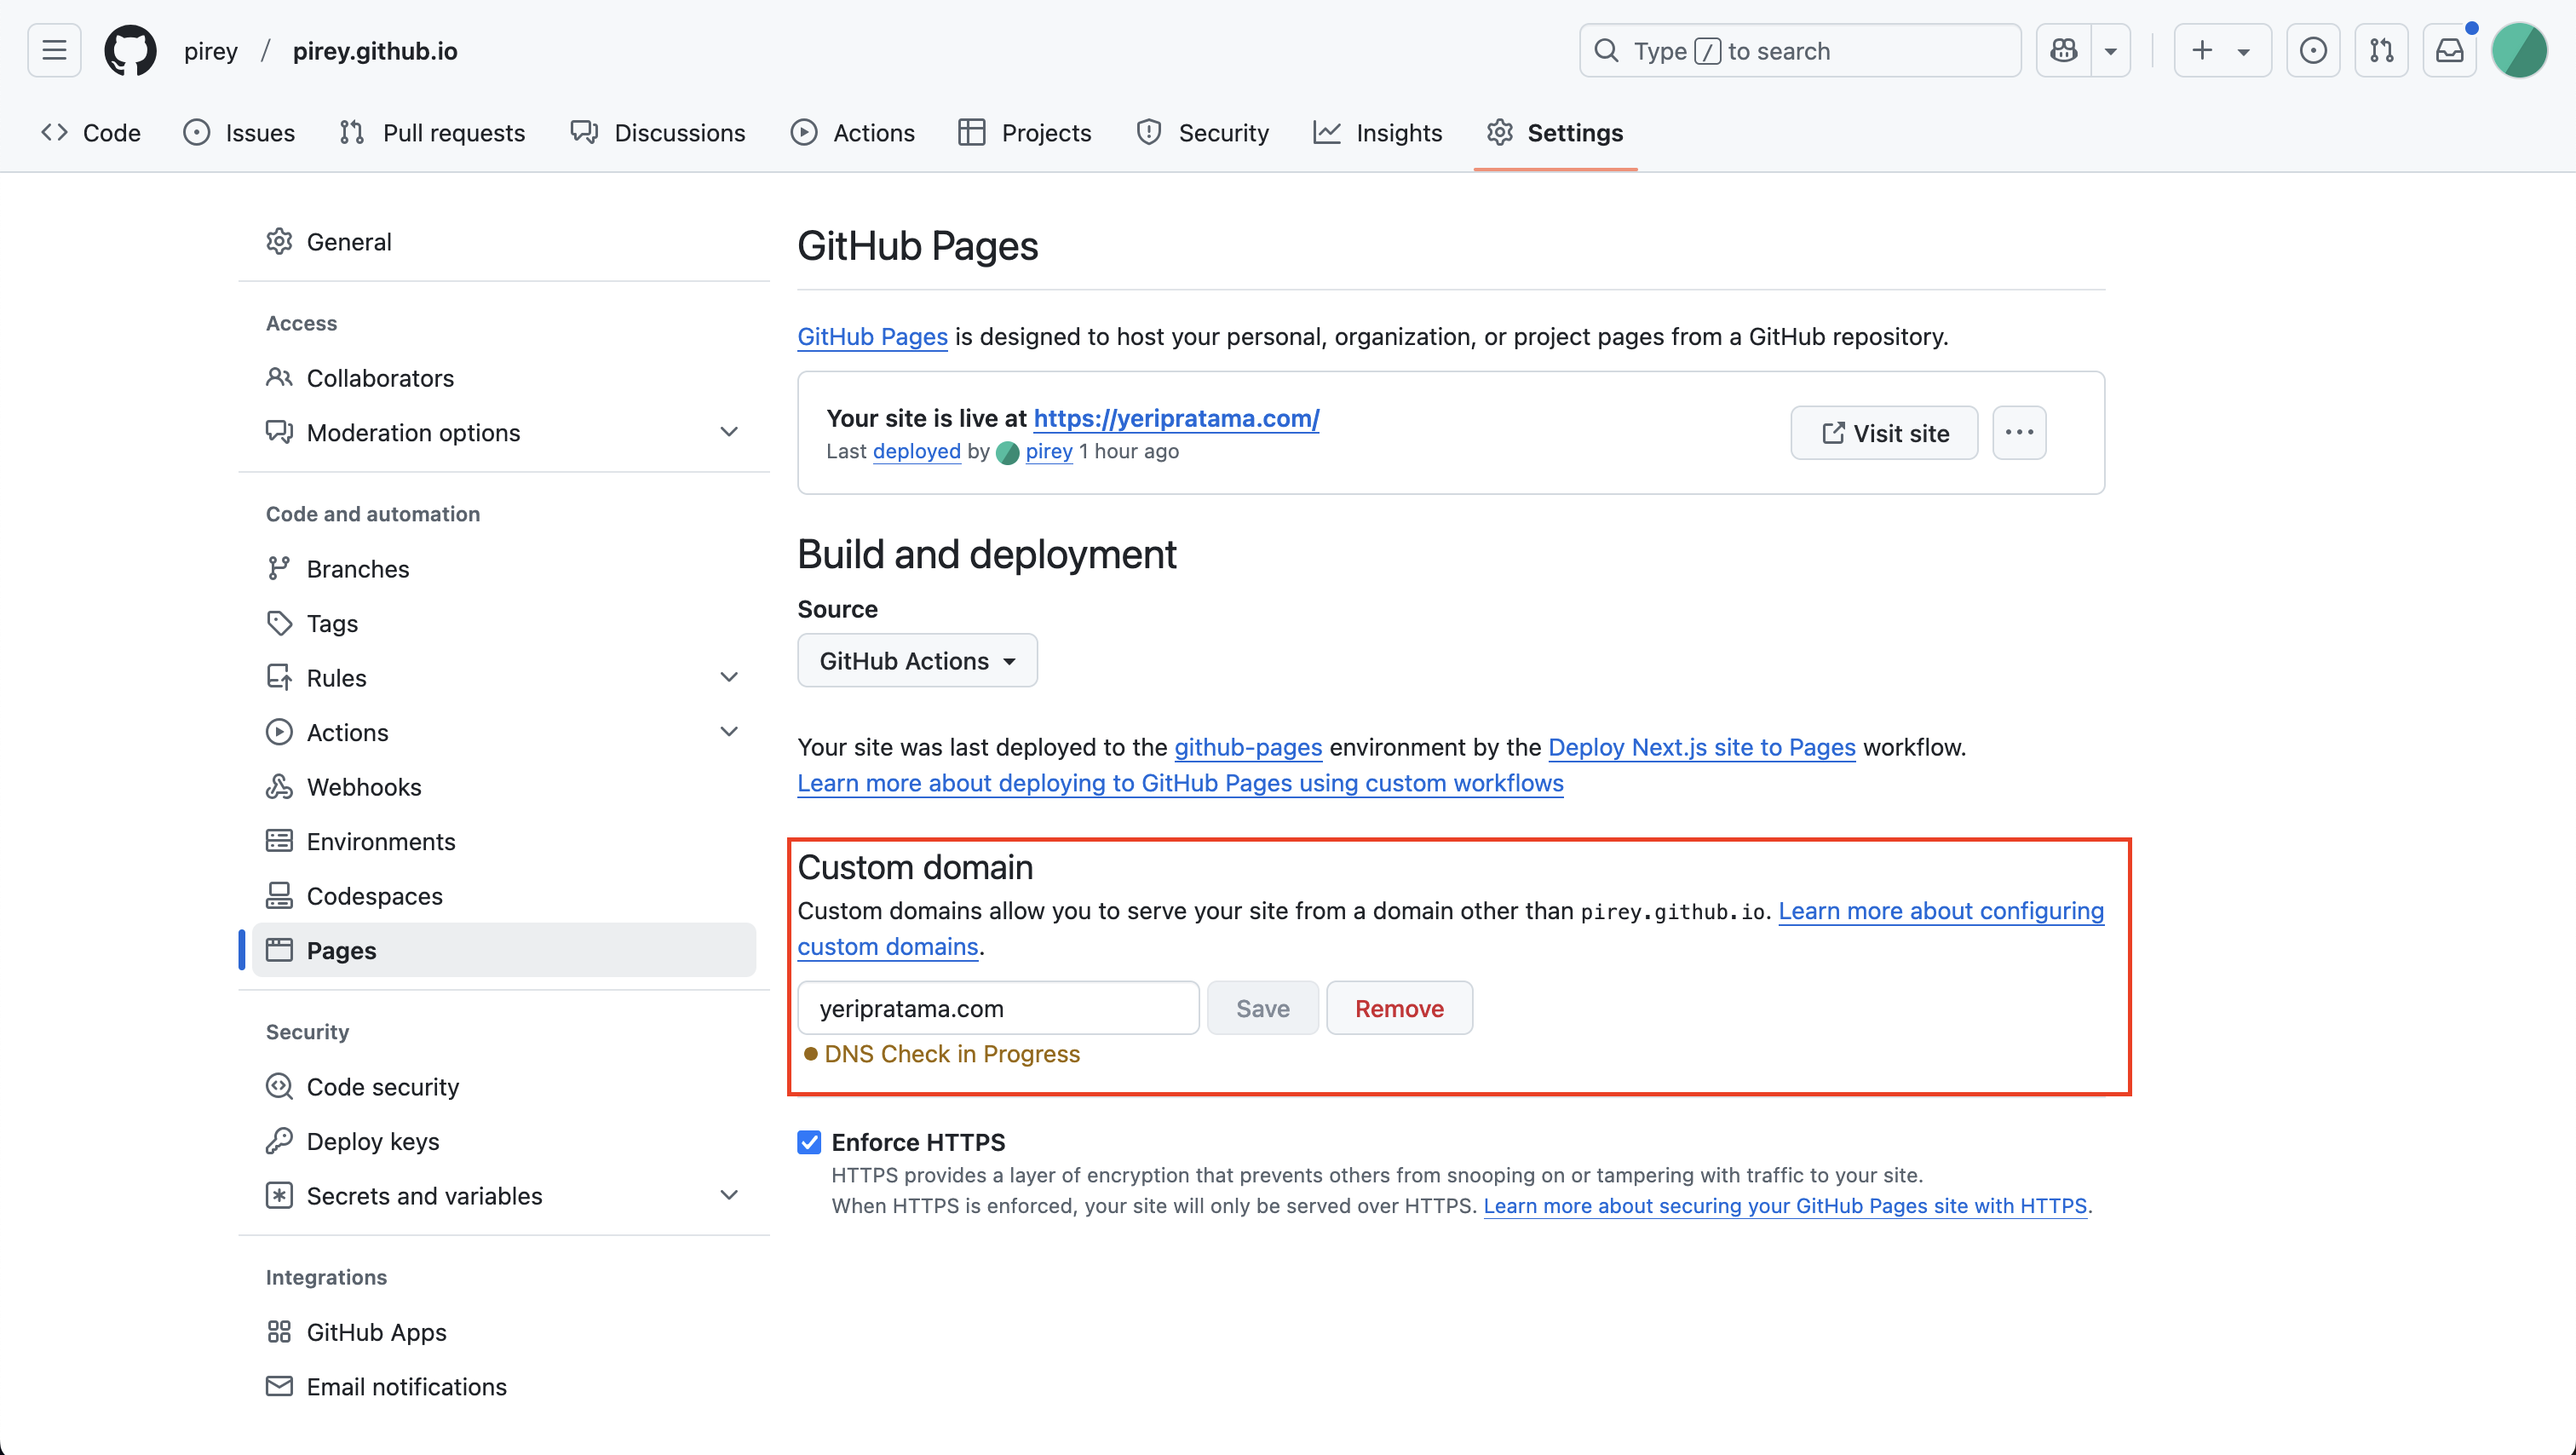 pirey / pirey.github.io
Type / to search
Code Issues Pull requests Discussions Actions Projects Security Insights Settings
General
Access
Collaborators
Moderation options
Code and automation
Branches
Tags
Rules
Actions
Webhooks
Environments
Codespaces
Pages
Security
Code security
Deploy keys
Secrets and variables
Integrations
GitHub Apps
Email notifications
GitHub Pages
GitHub Pages is designed to host your personal, organization, or project pages from a GitHub repository.
Your site is live at https://yeripratama.com/
Last deployed by pirey 1 hour ago
Visit site
Build and deployment
Source
GitHub Actions
Your site was last deployed to the github-pages environment by the Deploy Next.js site to Pages workflow.
Learn more about deploying to GitHub Pages using custom workflows
Custom domain
Custom domains allow you to serve your site from a domain other than pirey.github.io. Learn more about configuring
custom domains.
yeripratama.com Save Remove
DNS Check in Progress
Enforce HTTPS
HTTPS provides a layer of encryption that prevents others from snooping on or tampering with traffic to your site.
When HTTPS is enforced, your site will only be served over HTTPS. Learn more about securing your GitHub Pages site with HTTPS.